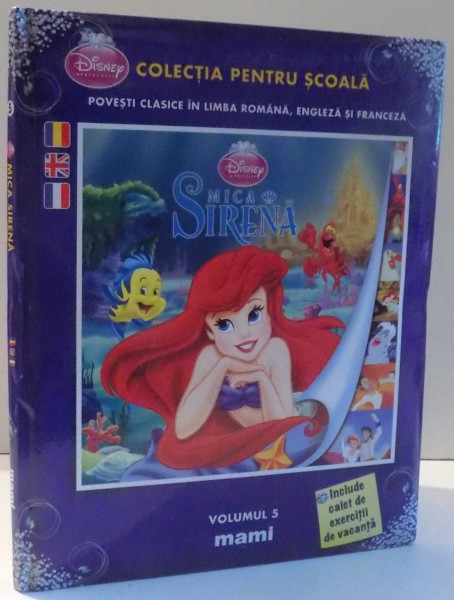 Disney
COLECȚIA PENTRU ȘCOALĂ
POVEȘTI CLASICE ÎN LIMBA ROMÂNĂ, ENGLEZĂ ȘI FRANCEZĂ
Disney
MICA
SIRENĂ
Include
caiet de
exerciții
de vacanță
VOLUMUL 5
mami
5
MICA SIRENĂ